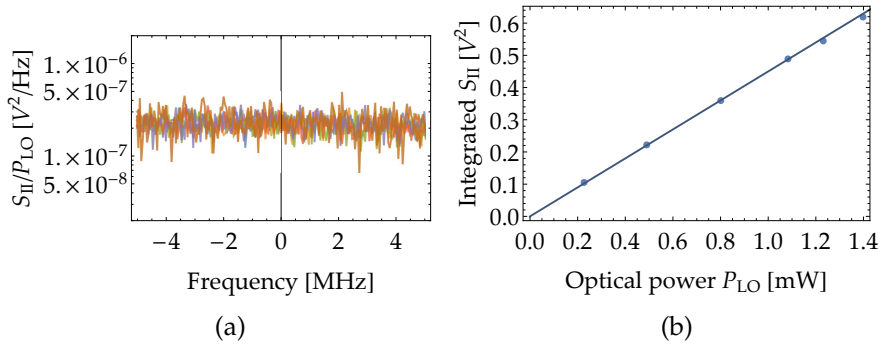 S_II/P_LO [V²/Hz]
1.×10⁻⁶
5.×10⁻⁷
1.×10⁻⁷
5.×10⁻⁸
−4 −2 0 2 4
Frequency [MHz]
(a)
Integrated S_II [V²]
0.6
0.5
0.4
0.3
0.2
0.1
0.0
0.0 0.2 0.4 0.6 0.8 1.0 1.2 1.4
Optical power P_LO [mW]
(b)